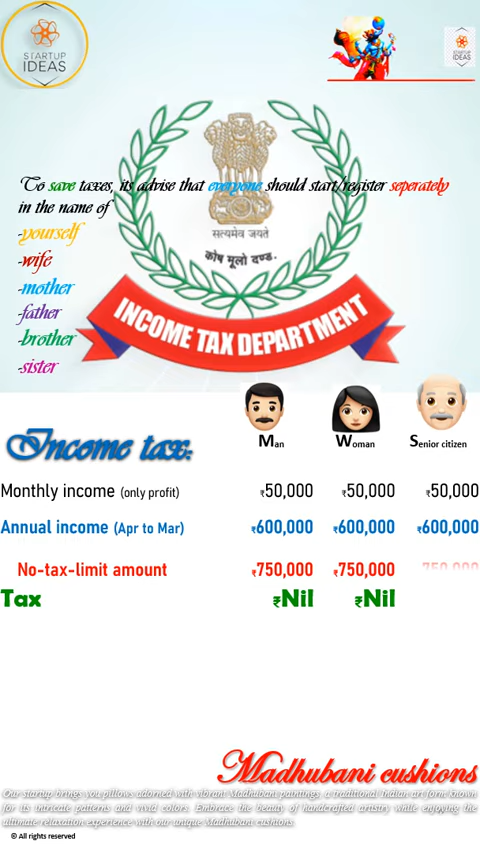 STARTUP
IDEAS
STARTUP
IDEAS
To save taxes, its advise that everyone should start/register seperately
in the name of
-yourself
-wife
-mother
-father
-brother
-sister
सत्यमेव जयते
कोष मूलो दण्ड.
INCOME TAX DEPARTMENT
Man Woman Senior citizen
Income tax:
Monthly income (only profit) ₹50,000 ₹50,000 ₹50,000
Annual income (Apr to Mar) ₹600,000 ₹600,000 ₹600,000
No-tax-limit amount ₹750,000 ₹750,000 750,000
Tax ₹Nil ₹Nil
Madhubani cushions
Our startup brings you pillows adorned with vibrant Madhubani paintings, a traditional Indian art form known
for its intricate patterns and vivid colors. Embrace the beauty of handcrafted artistry while enjoying the
ultimate relaxation experience with our unique Madhubani cushions.
© All rights reserved